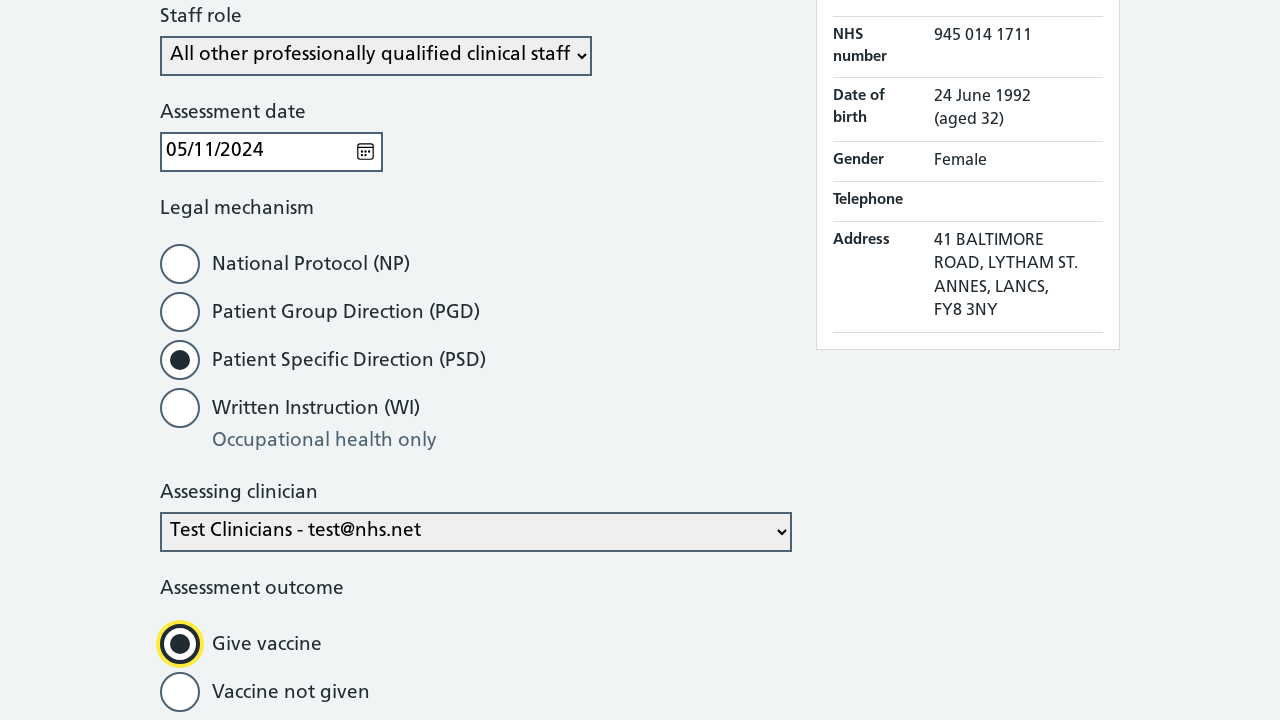 Staff role
All other professionally qualified clinical staff
Assessment date
05/11/2024
Legal mechanism
National Protocol (NP)
Patient Group Direction (PGD)
Patient Specific Direction (PSD)
Written Instruction (WI)
Occupational health only
Assessing clinician
Test Clinicians - test@nhs.net
Assessment outcome
Give vaccine
Vaccine not given
NHS number 945 014 1711
Date of birth 24 June 1992 (aged 32)
Gender Female
Telephone
Address 41 BALTIMORE
ROAD, LYTHAM ST.
ANNES, LANCS,
FY8 3NY